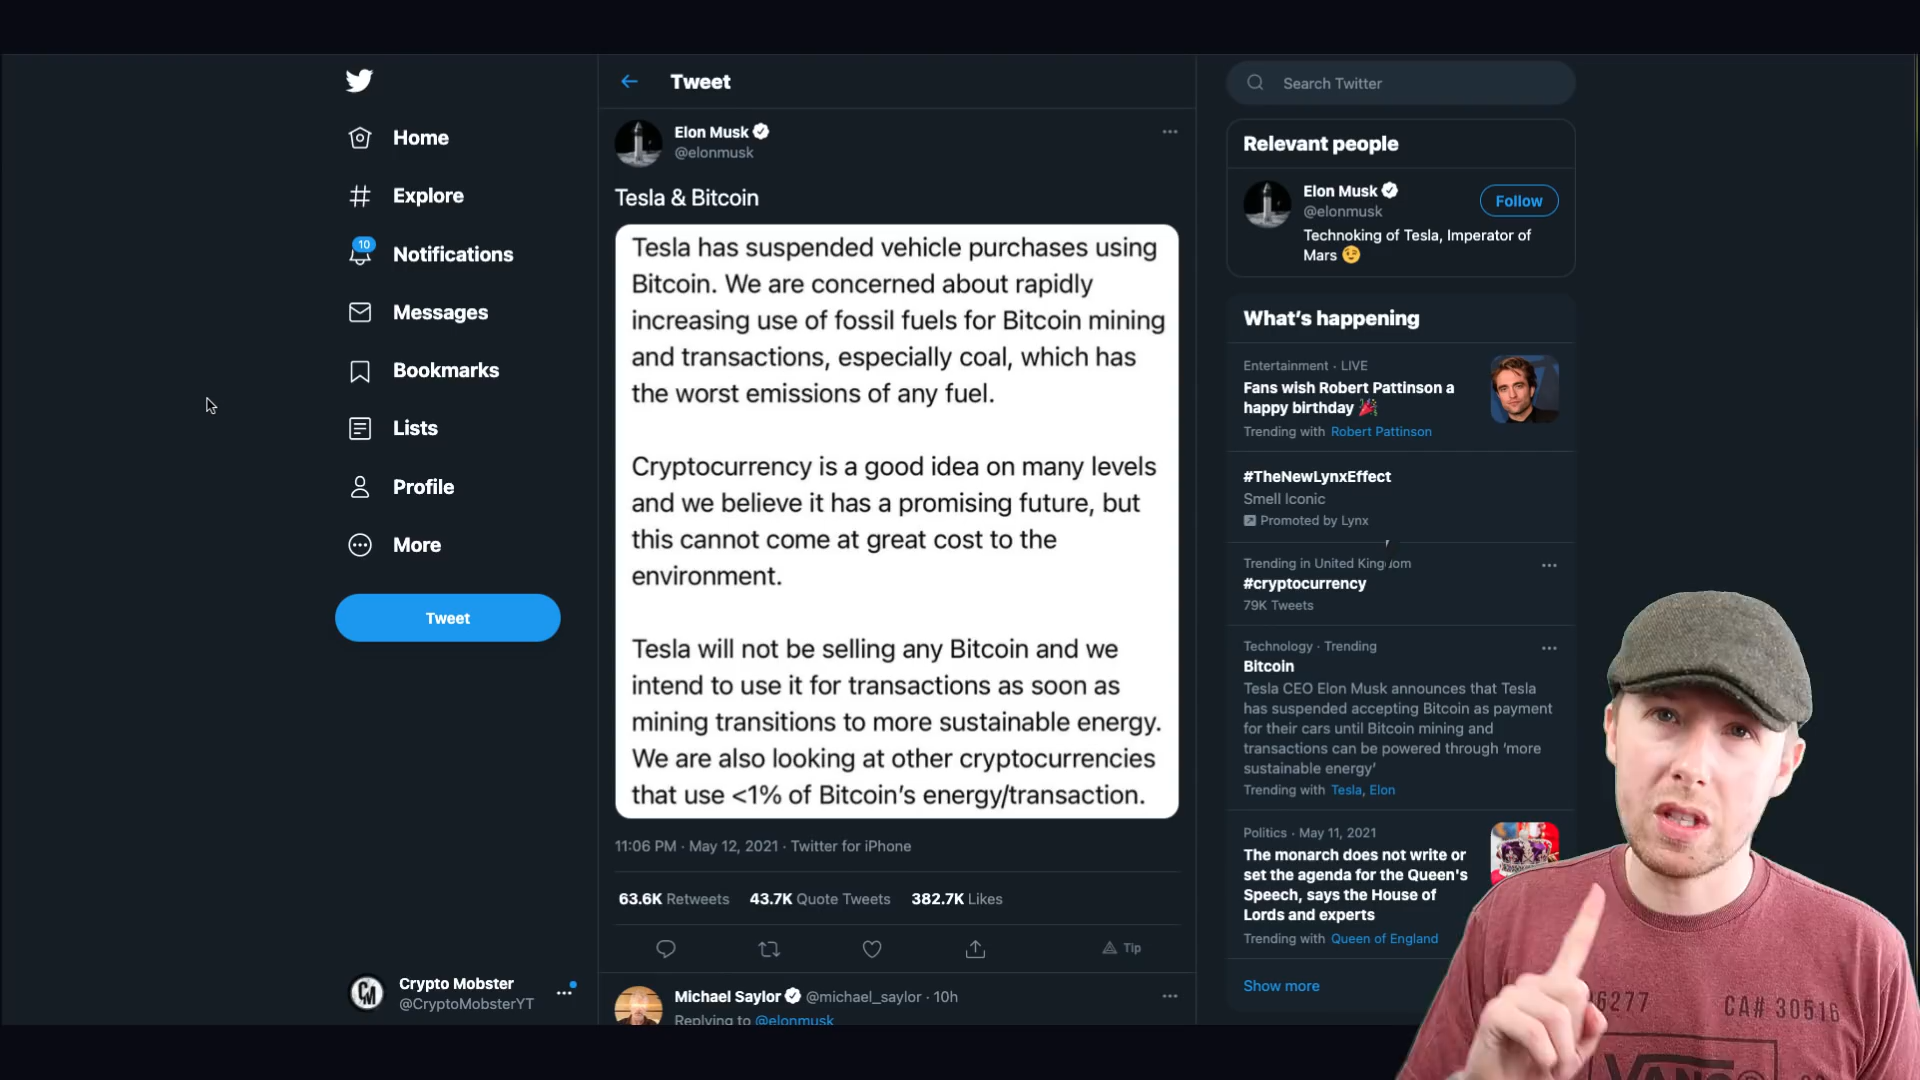 Home
Explore
10
Notifications
Messages
Bookmarks
Lists
Profile
More
Tweet
Crypto Mobster
@CryptoMobsterYT
Tweet
Elon Musk
@elonmusk
Tesla & Bitcoin
Tesla has suspended vehicle purchases using
Bitcoin. We are concerned about rapidly
increasing use of fossil fuels for Bitcoin mining
and transactions, especially coal, which has
the worst emissions of any fuel.
Cryptocurrency is a good idea on many levels
and we believe it has a promising future, but
this cannot come at great cost to the
environment.
Tesla will not be selling any Bitcoin and we
intend to use it for transactions as soon as
mining transitions to more sustainable energy.
We are also looking at other cryptocurrencies
that use <1% of Bitcoin’s energy/transaction.
11:06 PM · May 12, 2021 · Twitter for iPhone
63.6K Retweets 43.7K Quote Tweets 382.7K Likes
Tip
Michael Saylor @michael_saylor · 10h
Replying to @elonmusk
Search Twitter
Relevant people
Elon Musk
@elonmusk
Follow
Technoking of Tesla, Imperator of
Mars 😉
What’s happening
Entertainment · LIVE
Fans wish Robert Pattinson a
happy birthday 🎉
Trending with Robert Pattinson
#TheNewLynxEffect
Smell Iconic
Promoted by Lynx
Trending in United Kingdom
#cryptocurrency
79K Tweets
Technology · Trending
Bitcoin
Tesla CEO Elon Musk announces that Tesla
has suspended accepting Bitcoin as payment
for their cars until Bitcoin mining and
transactions can be powered through ‘more
sustainable energy’
Trending with Tesla, Elon
Politics · May 11, 2021
The monarch does not write or
set the agenda for the Queen's
Speech, says the House of
Lords and experts
Trending with Queen of England
Show more
6277 CA# 30516
VANS